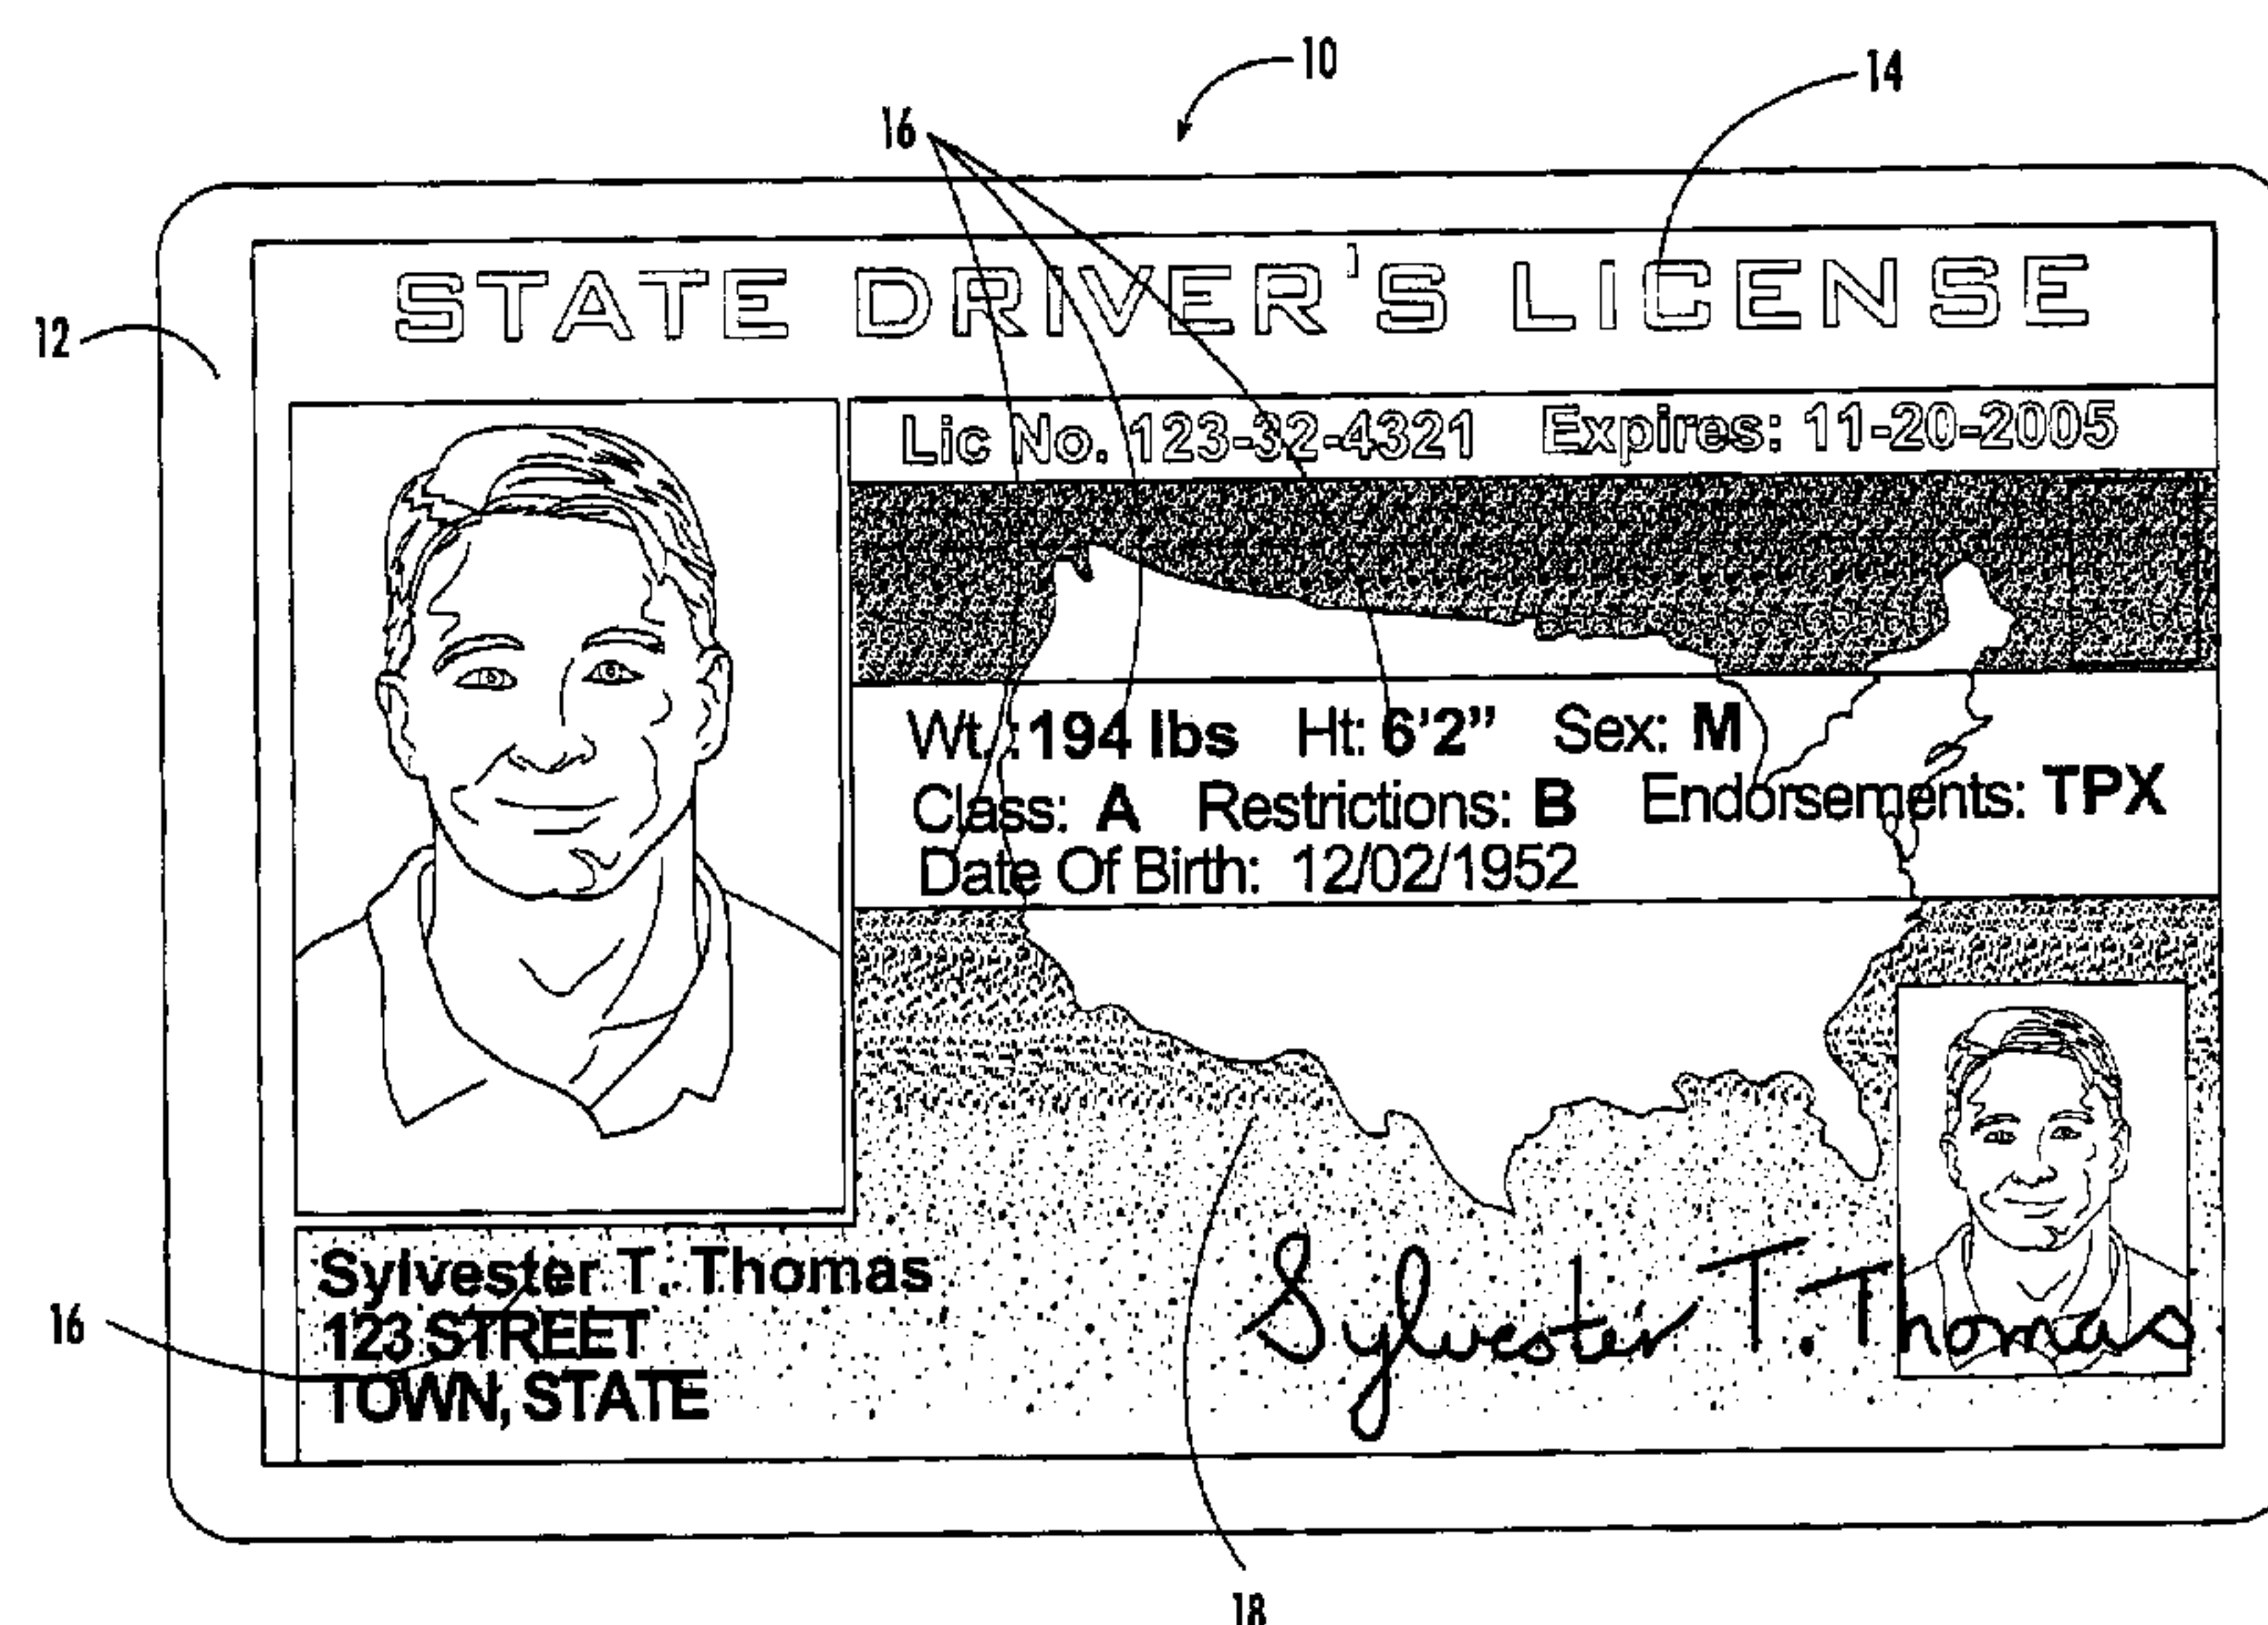 10
14
16
12
STATE DRIVER'S LICENSE
Lic No. 123-32-4321 Expires: 11-20-2005
Wt.: 194 lbs Ht: 6'2” Sex: M
Class: A Restrictions: B Endorsements: TPX
Date Of Birth: 12/02/1952
Sylvester T. Thomas
123 STREET
TOWN, STATE
Sylvester T. Thomas
16
18